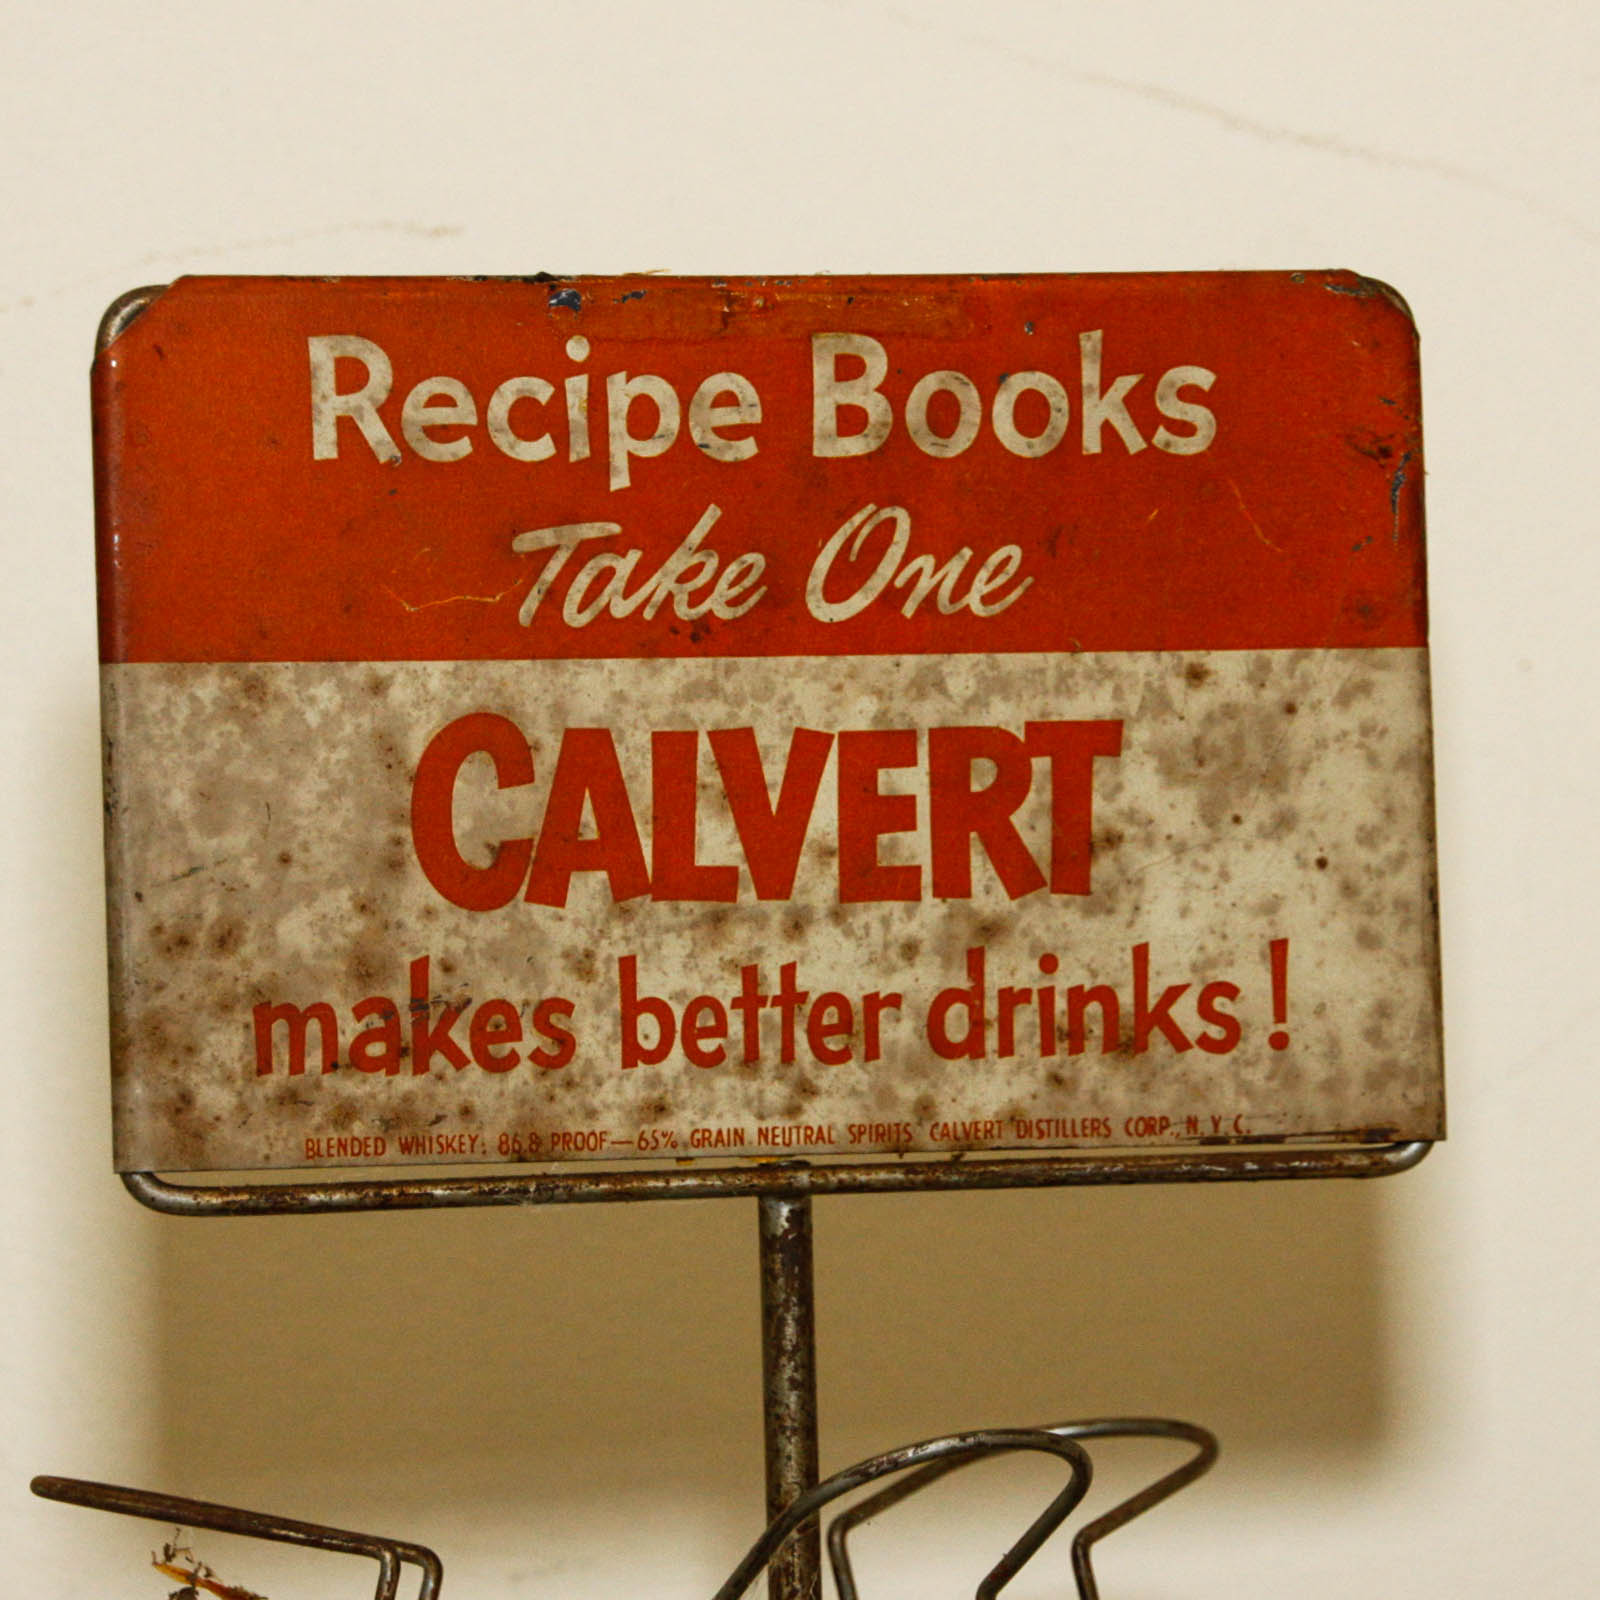 Recipe Books
Take One
CALVERT
makes better drinks!
BLENDED WHISKEY: 86.8 PROOF—65% GRAIN NEUTRAL SPIRITS CALVERT DISTILLERS CORP., N. Y. C.